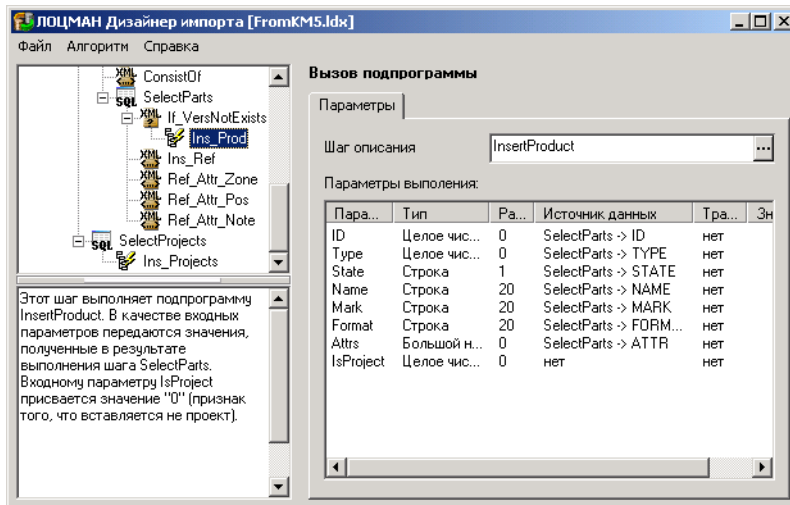 ЛОЦМАН Дизайнер импорта [FromKM5.ldx]
Файл Алгоритм Справка
ConsistOf
SelectParts
If_VersNotExists
Ins_Prod
Ins_Ref
Ref_Attr_Zone
Ref_Attr_Pos
Ref_Attr_Note
SelectProjects
Ins_Projects
Этот шаг выполняет подпрограмму
InsertProduct. В качестве входных
параметров передаются значения,
полученные в результате
выполнения шага SelectParts.
Входному параметру IsProject
присвается значение "0" (признак
того, что вставляется не проект).
Вызов подпрограммы
Параметры
Шаг описания InsertProduct ...
Параметры выполения:
Пара... Тип Ра... Источник данных Тра... Зн
ID Целое чис... 0 SelectParts -> ID нет
Type Целое чис... 0 SelectParts -> TYPE нет
State Строка 1 SelectParts -> STATE нет
Name Строка 20 SelectParts -> NAME нет
Mark Строка 20 SelectParts -> MARK нет
Format Строка 20 SelectParts -> FORM... нет
Attrs Большой н... 0 SelectParts -> ATTR нет
IsProject Целое чис... 0 нет нет